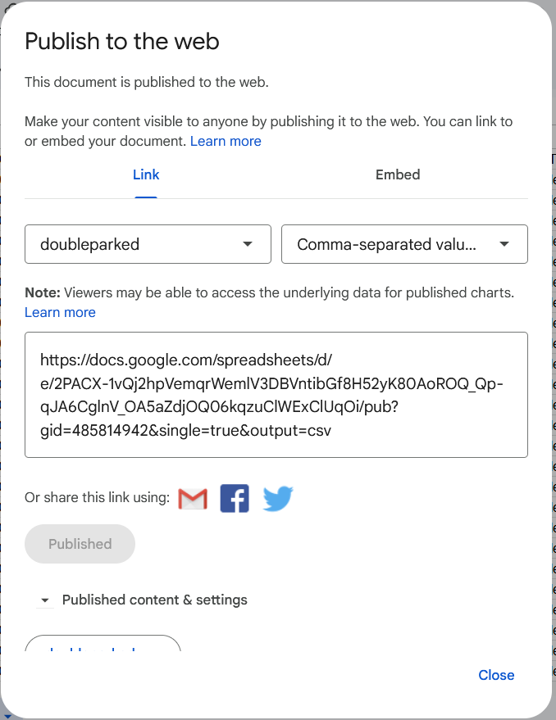 Publish to the web
This document is published to the web.
Make your content visible to anyone by publishing it to the web. You can link to
or embed your document. Learn more
Link
Embed
doubleparked
Comma-separated valu...
Note: Viewers may be able to access the underlying data for published charts.
Learn more
https://docs.google.com/spreadsheets/d/
e/2PACX-1vQj2hpVemqrWemlV3DBVntibGf8H52yK80AoROQ_Qp-
qJA6CglnV_OA5aZdjOQ06kqzuClWExClUqOi/pub?
gid=485814942&single=true&output=csv
Or share this link using:
Published
Published content & settings
Close